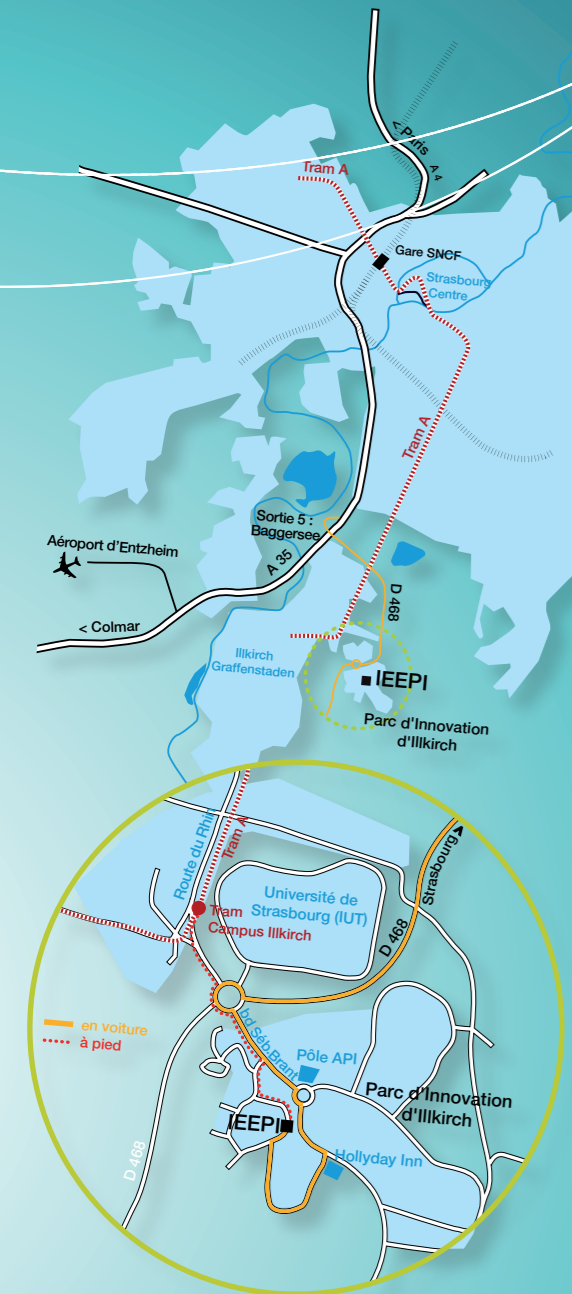 < Paris
A 4
Tram A
Gare SNCF
Strasbourg
Centre
Tram A
Sortie 5 :
Baggersee
Aéroport d'Entzheim
A 35
D 468
< Colmar
Illkirch
Graffenstaden
IEEPI
Parc d'Innovation
d'Illkirch
Route du Rhin
Tram A
Strasbourg
Université de
Strasbourg (IUT)
Tram
Campus Illkirch
D 468
en voiture
à pied
bd Séb.Brant
Pôle API
Parc d'Innovation
d'Illkirch
IEEPI
Hollyday Inn
D 468